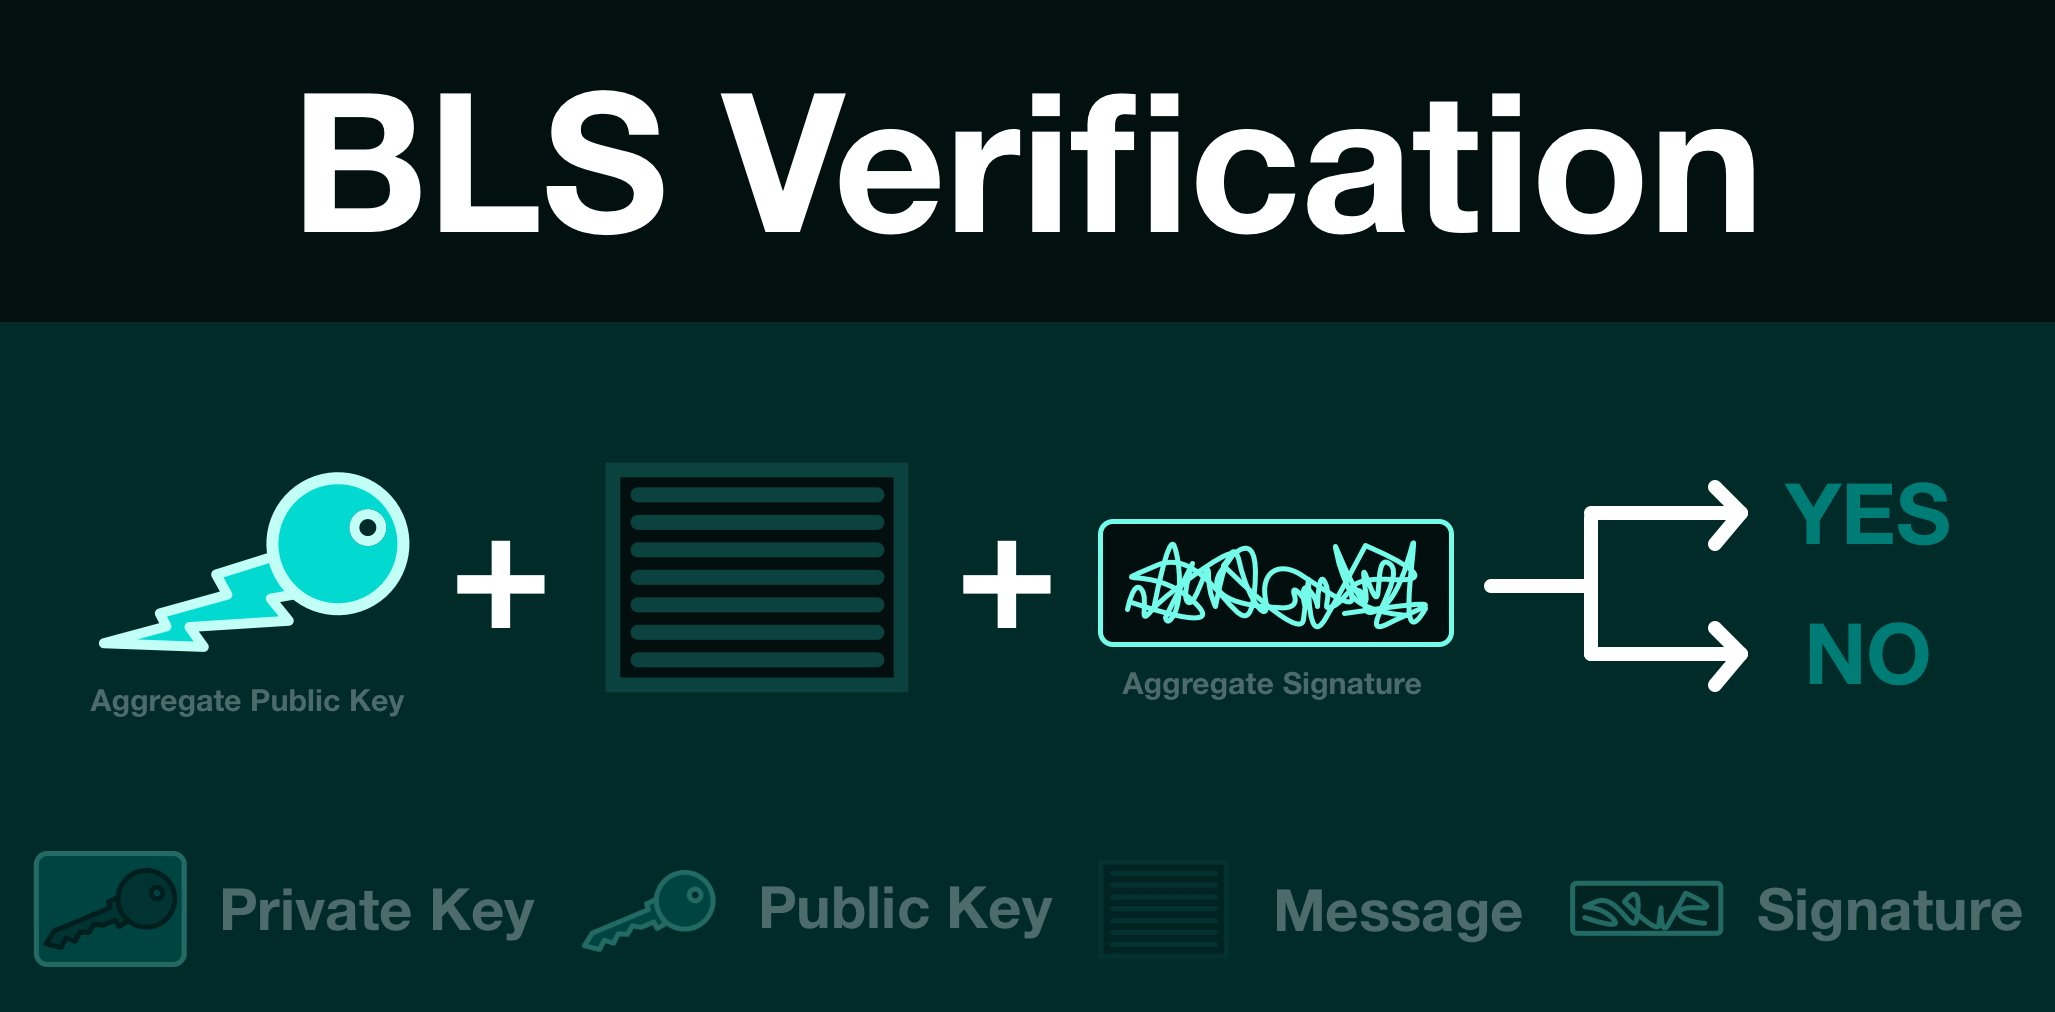 BLS Verification
YES
NO
Aggregate Public Key
Aggregate Signature
Private Key
Public Key
Message
Signature